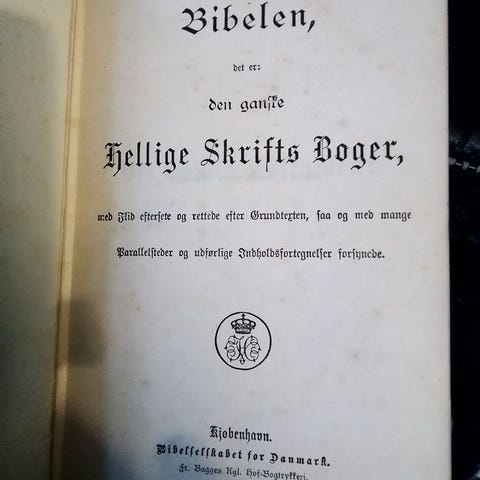 Bibelen,
det er:
den ganske
Hellige Skrifts Boger,
med Flid eftersete og rettede efter Grundtexten, saa og med mange
Parallelsteder og udførlige Indholdsfortegnelser forsynede.
Kjøbenhavn.
Bibelselskabet for Danmark.
Fr. Bagges Kgl. Hof-Bogtrykkeri.